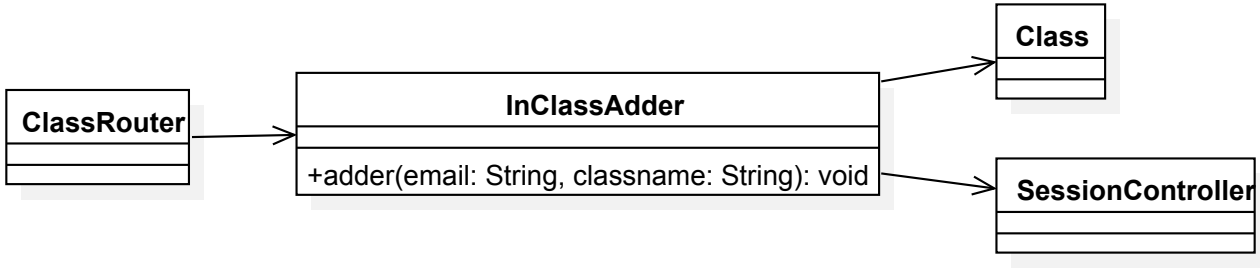 Class
ClassRouter
InClassAdder
+adder(email: String, classname: String): void
SessionController